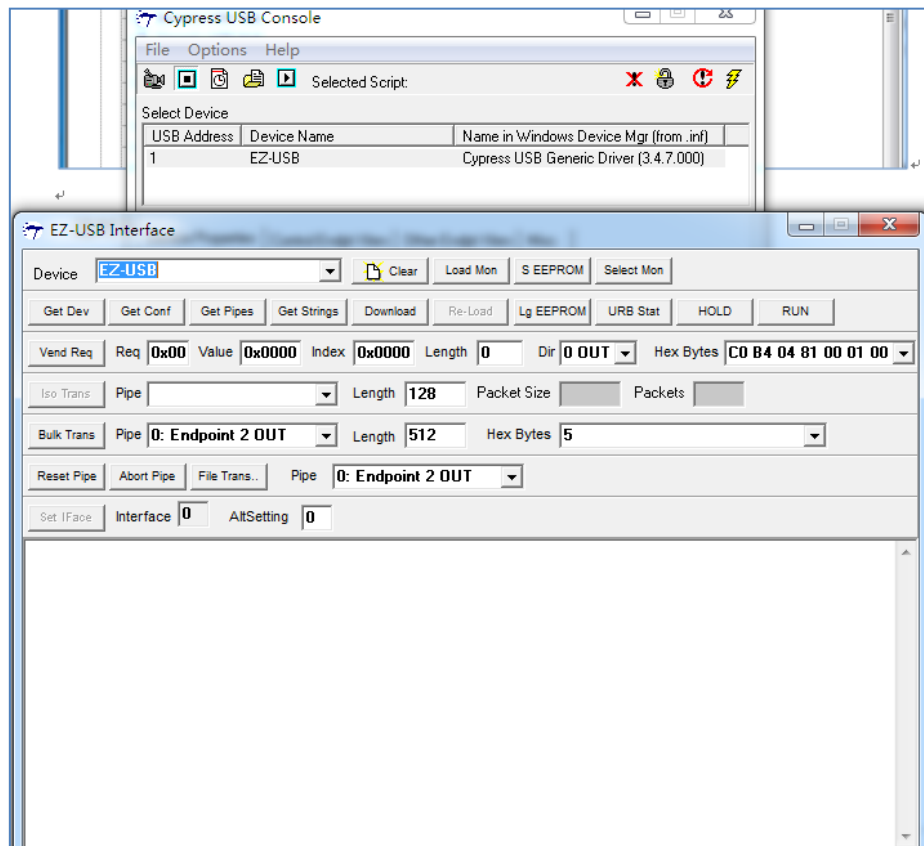 Cypress USB Console
File Options Help
Selected Script:
Select Device
USB Address Device Name Name in Windows Device Mgr (from .inf)
1 EZ-USB Cypress USB Generic Driver (3.4.7.000)
EZ-USB Interface
Device EZ-USB Clear Load Mon S EEPROM Select Mon
Get Dev Get Conf Get Pipes Get Strings Download Re-Load Lg EEPROM URB Stat HOLD RUN
Vend Req Req 0x00 Value 0x0000 Index 0x0000 Length 0 Dir 0 OUT Hex Bytes C0 B4 04 81 00 01 00
Iso Trans Pipe Length 128 Packet Size Packets
Bulk Trans Pipe 0: Endpoint 2 OUT Length 512 Hex Bytes 5
Reset Pipe Abort Pipe File Trans.. Pipe 0: Endpoint 2 OUT
Set IFace Interface 0 AltSetting 0